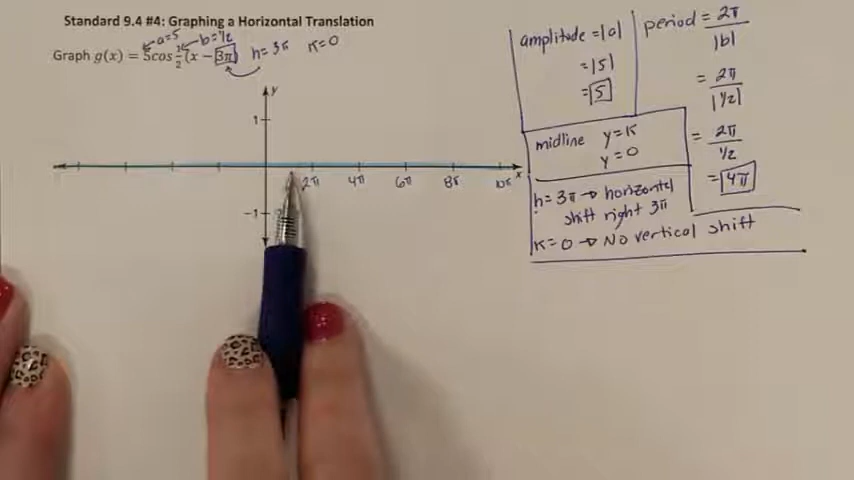 Standard 9.4 #4: Graphing a Horizontal Translation
a=5 b=1/2
Graph g(x) = 5cos 1/2 (x − 3π) h=3π K=0
y
1
x
2π 4π 6π 8π 10π
−1
amplitude = |a|
= |5|
= 5
period = 2π/|b|
= 2π/|1/2|
= 2π/1/2
= 4π
midline y=K
y=0
h=3π → horizontal
shift right 3π
K=0 → No vertical shift